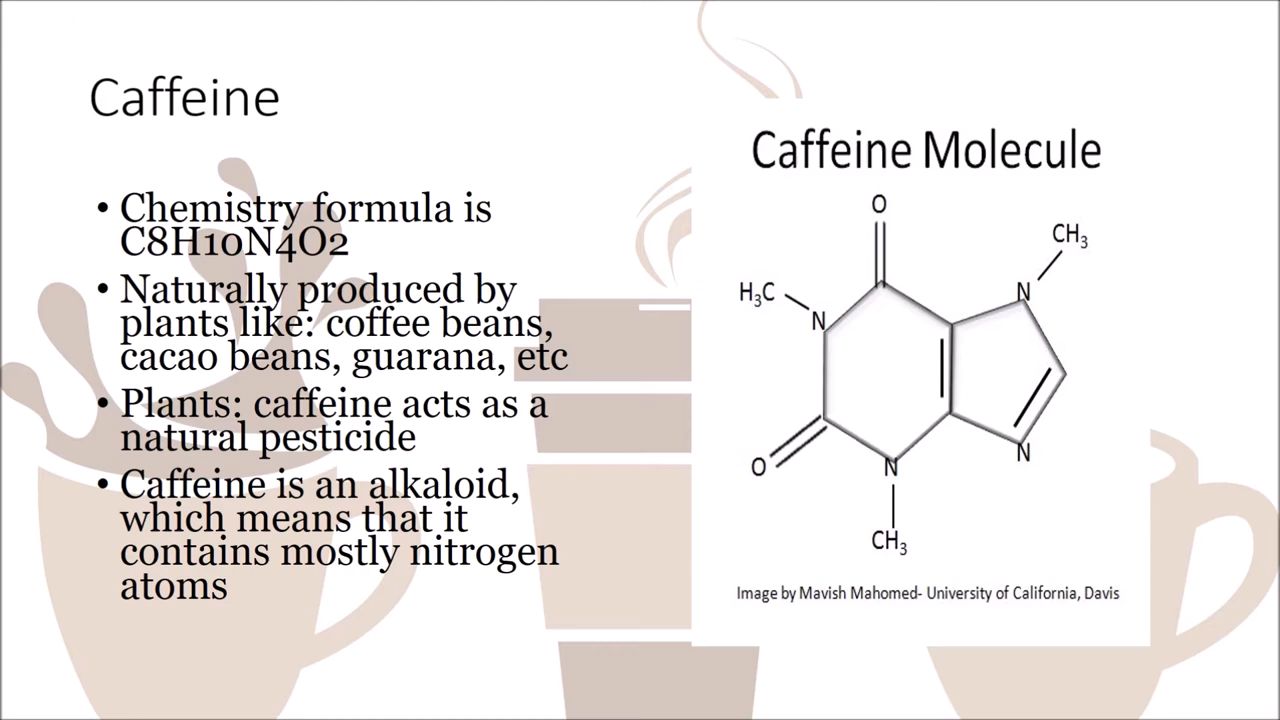 Caffeine
• Chemistry formula is
C8H10N4O2
• Naturally produced by
plants like: coffee beans,
cacao beans, guarana, etc
• Plants: caffeine acts as a
natural pesticide
• Caffeine is an alkaloid,
which means that it
contains mostly nitrogen
atoms
Caffeine Molecule
O
CH₃
H₃C
N
N
O
N
N
CH₃
Image by Mavish Mahomed- University of California, Davis